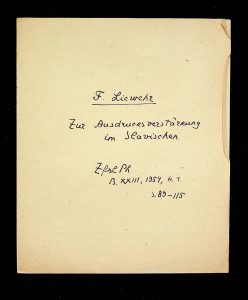 F. Liewehr
Zur Ausdrucksverstärkung
im Slavischen
ZfslPh
B. XXIII, 1954, H. 1
s. 89-115